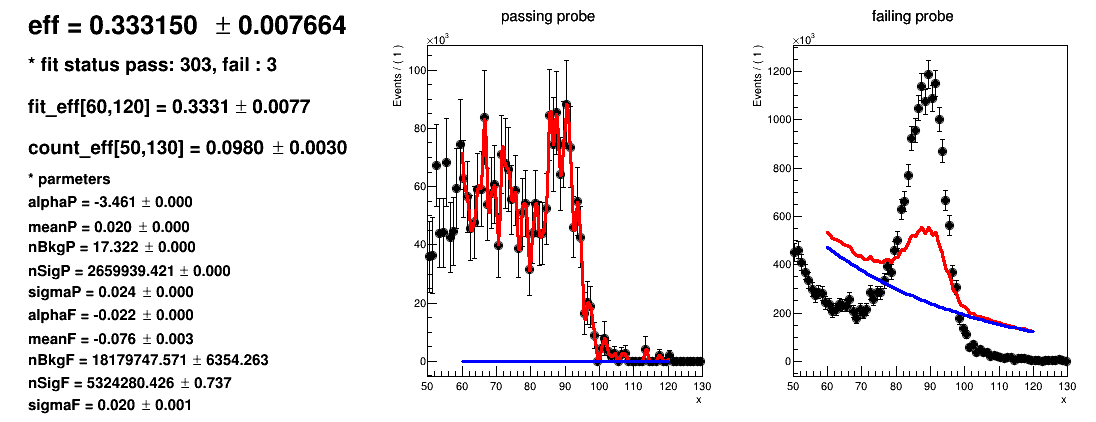 eff = 0.333150 ± 0.007664
* fit status pass: 303, fail : 3
fit_eff[60,120] = 0.3331 ± 0.0077
count_eff[50,130] = 0.0980 ± 0.0030
* parmeters
alphaP = -3.461 ± 0.000
meanP = 0.020 ± 0.000
nBkgP = 17.322 ± 0.000
nSigP = 2659939.421 ± 0.000
sigmaP = 0.024 ± 0.000
alphaF = -0.022 ± 0.000
meanF = -0.076 ± 0.003
nBkgF = 18179747.571 ± 6354.263
nSigF = 5324280.426 ± 0.737
sigmaF = 0.020 ± 0.001
passing probe
×10³
Events / ( 1 )
100
80
60
40
20
0
50 60 70 80 90 100 110 120 130
x
failing probe
×10³
Events / ( 1 )
1200
1000
800
600
400
200
0
50 60 70 80 90 100 110 120 130
x